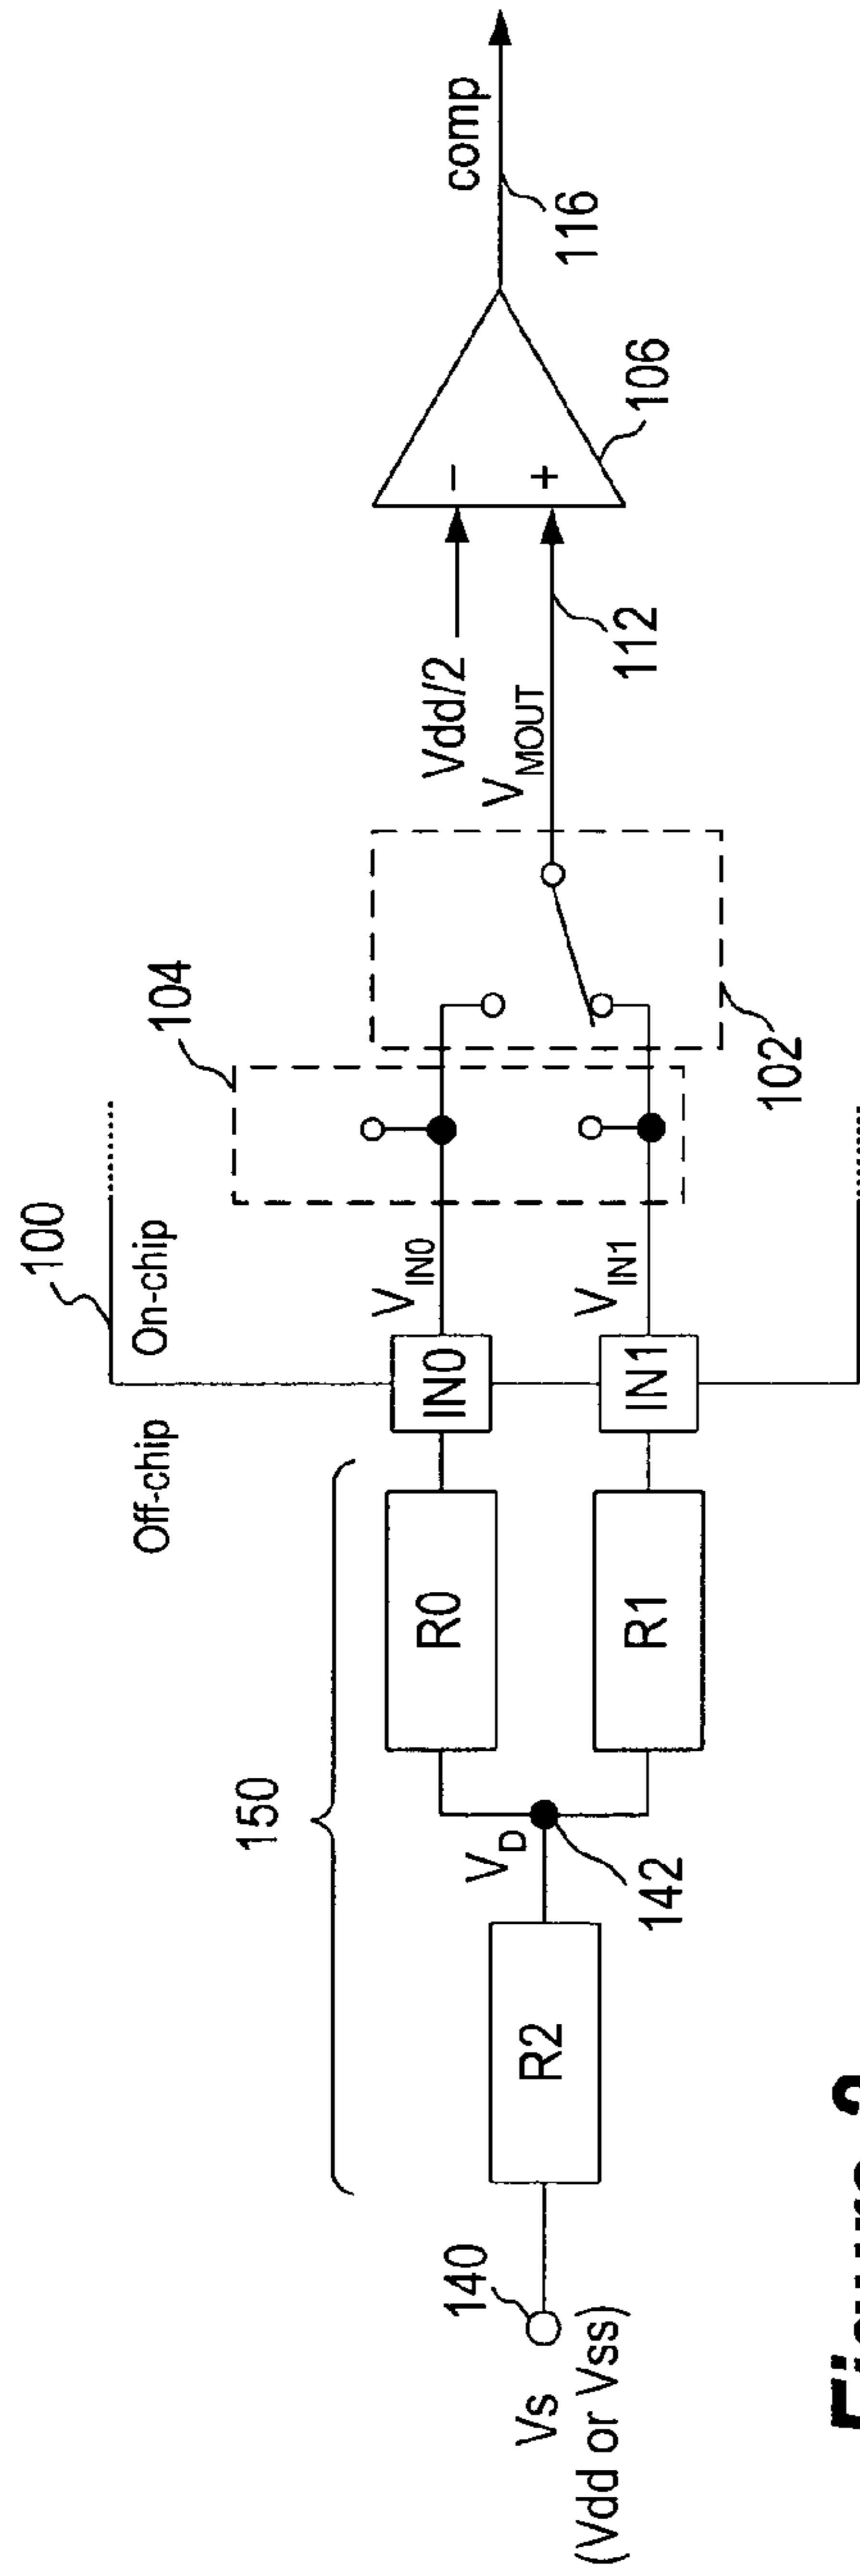 100
Off-chip
On-chip
104
150
Vs
(Vdd or Vss)
140
R2
V_D
142
R0
R1
IN0
IN1
V_IN0
V_IN1
102
Vdd/2
V_MOUT
112
-
+
106
comp
116